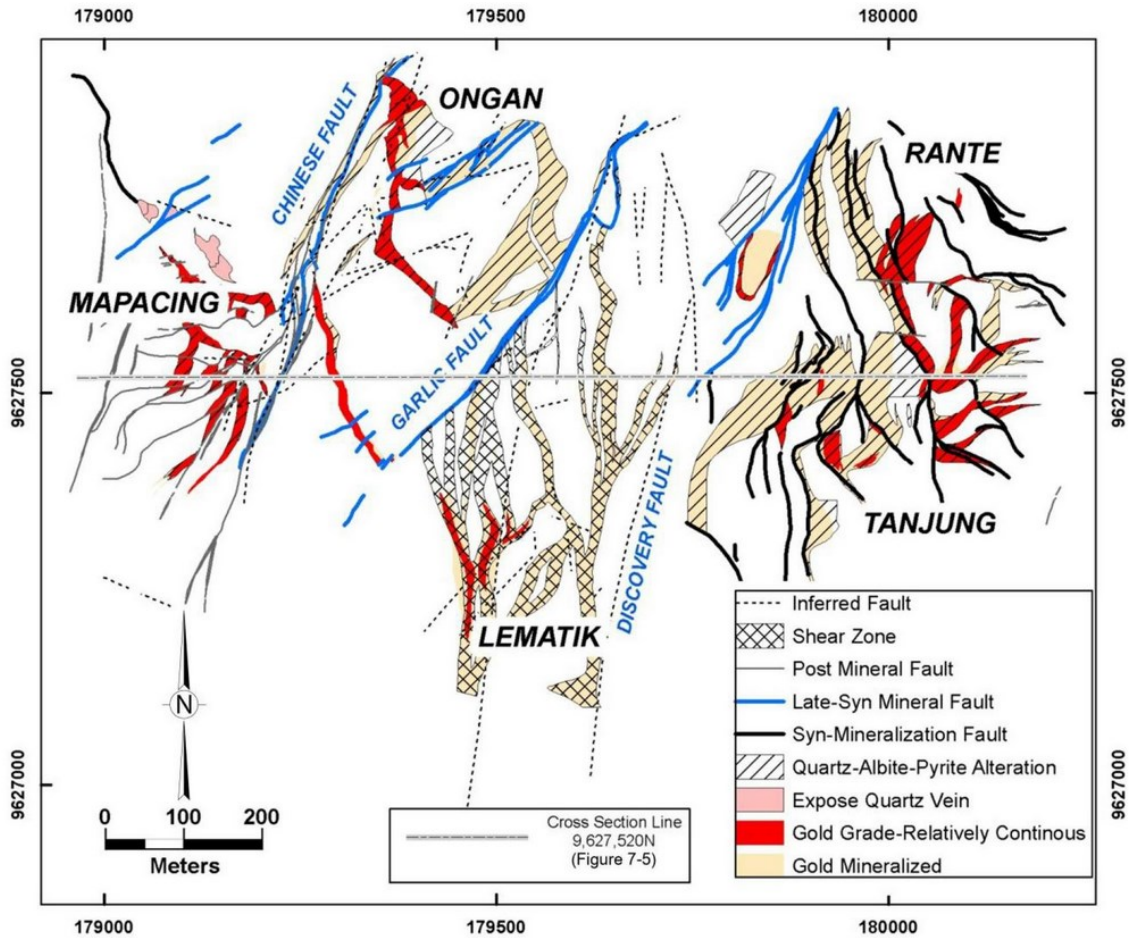 179000
179500
180000
ONGAN
CHINESE FAULT
RANTE
MAPACING
9627500
9627500
GARLIC FAULT
DISCOVERY FAULT
TANJUNG
LEMATIK
Inferred Fault
Shear Zone
Post Mineral Fault
Late-Syn Mineral Fault
Syn-Mineralization Fault
Quartz-Albite-Pyrite Alteration
Expose Quartz Vein
Gold Grade-Relatively Continous
Gold Mineralized
N
9627000
9627000
0
100
200
Meters
Cross Section Line
9,627,520N
(Figure 7-5)
179000
179500
180000